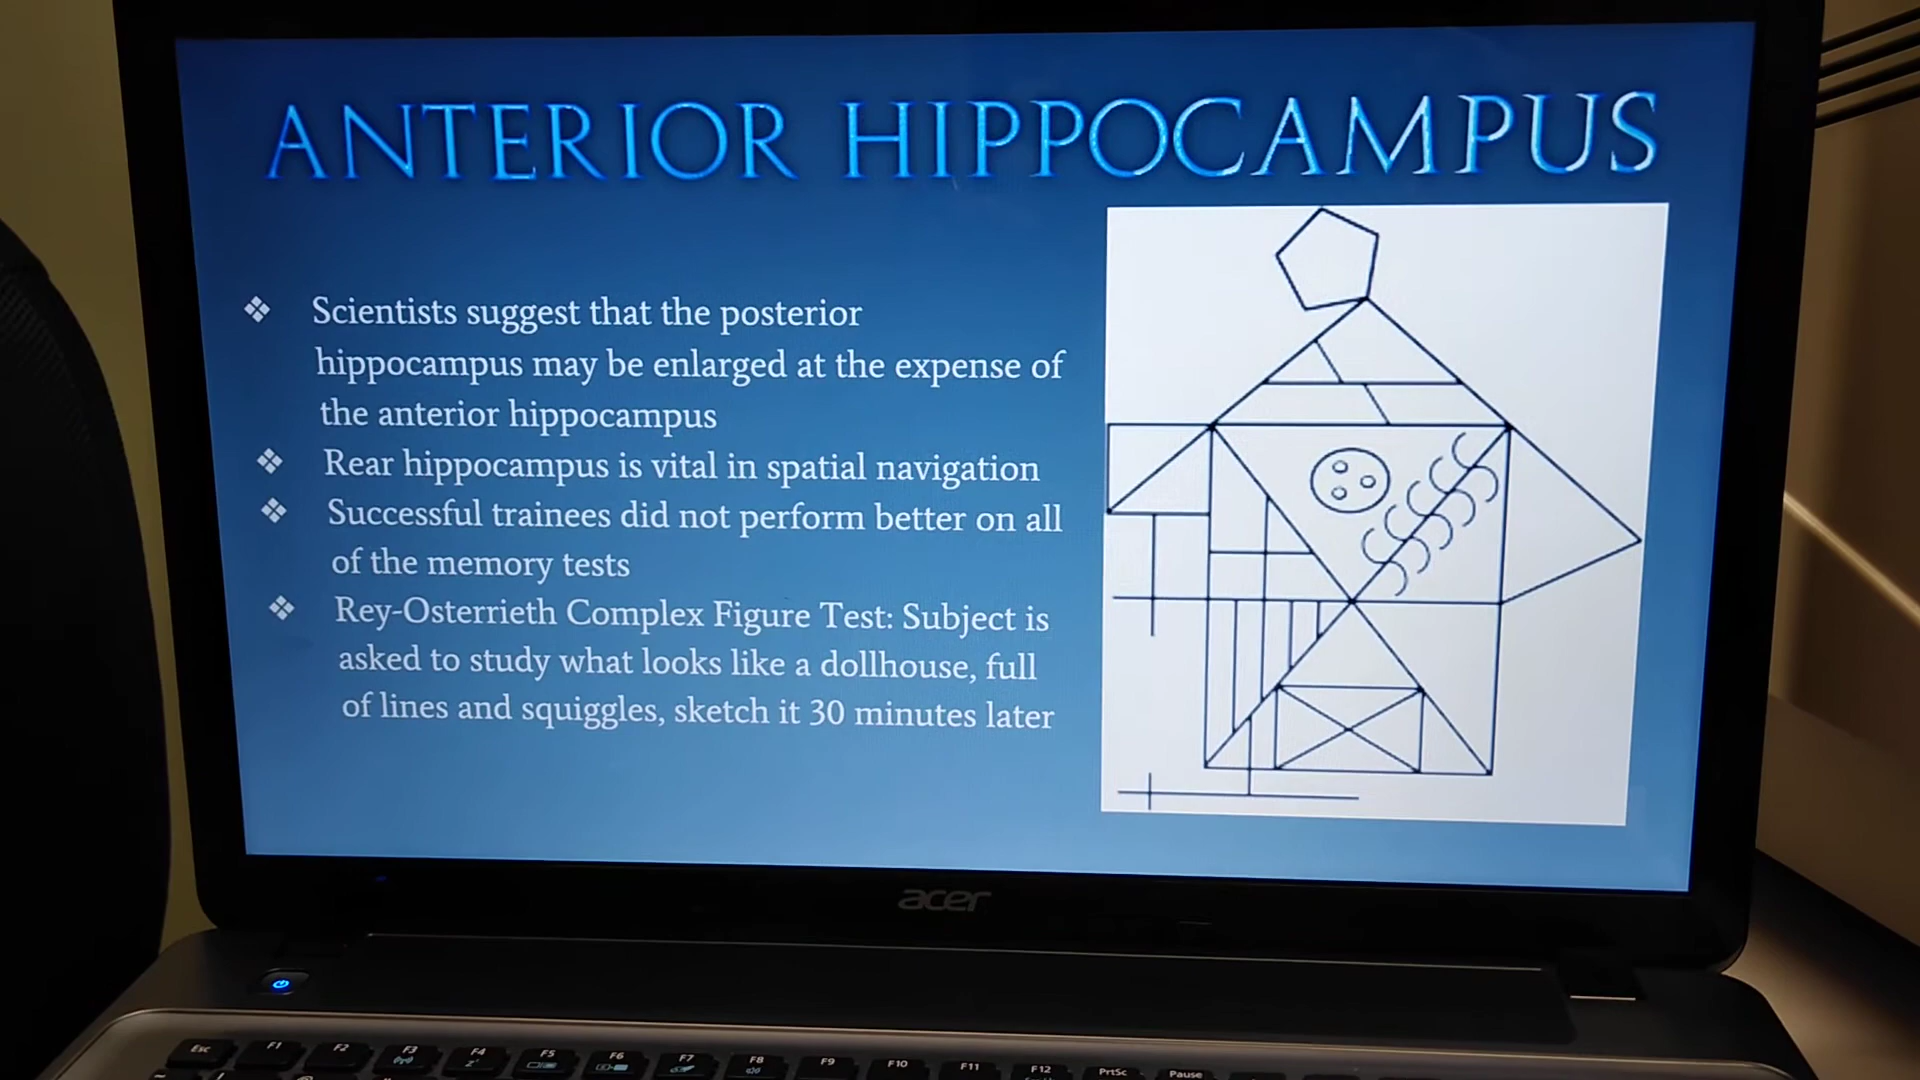 ANTERIOR HIPPOCAMPUS
❖ Scientists suggest that the posterior
hippocampus may be enlarged at the expense of
the anterior hippocampus
❖ Rear hippocampus is vital in spatial navigation
❖ Successful trainees did not perform better on all
of the memory tests
❖ Rey-Osterrieth Complex Figure Test: Subject is
asked to study what looks like a dollhouse, full
of lines and squiggles, sketch it 30 minutes later
acer
Esc F1 F2 F3 F4 F5 F6 F7 F8 F9 F10 F11 F12 PrtSc Pause